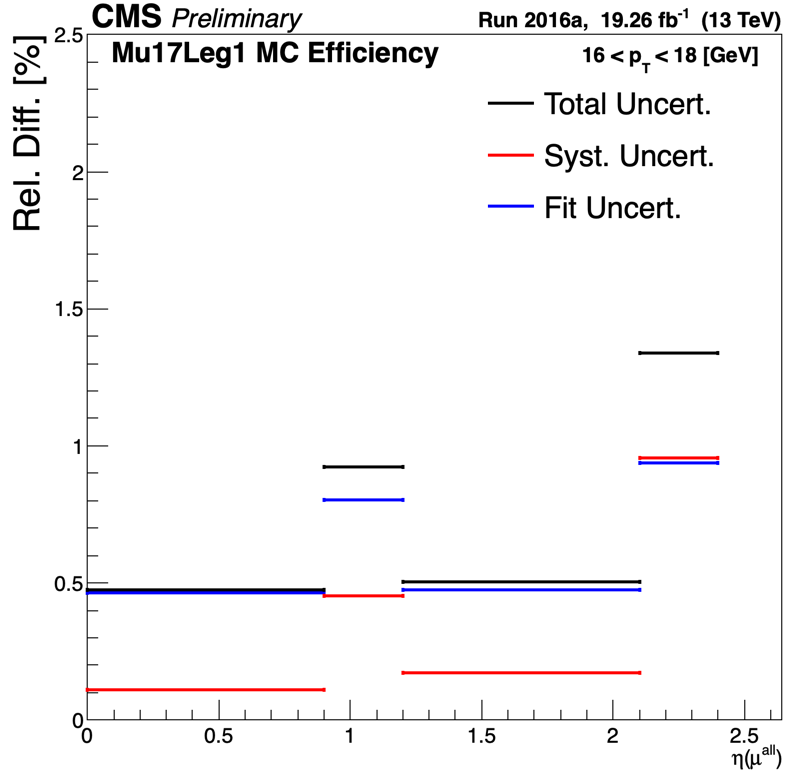 CMS Preliminary Run 2016a, 19.26 fb⁻¹ (13 TeV)
Mu17Leg1 MC Efficiency 16 < p_T < 18 [GeV]
Total Uncert.
Syst. Uncert.
Fit Uncert.
Rel. Diff. [%]
2.5
2
1.5
1
0.5
0
0 0.5 1 1.5 2 2.5
η(μ^all)